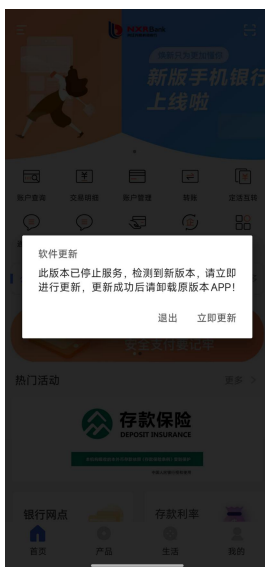 新版手机银行
上线啦
账户查询
交易明细
账户管理
转账
软件更新
此版本已停止服务，检测到新版本，请立即
进行更新，更新成功后请卸载原版本APP！
退出
立即更新
热门活动
更多 >
存款保险
DEPOSIT INSURANCE
银行网点
存款利率
首页
产品
生活
我的